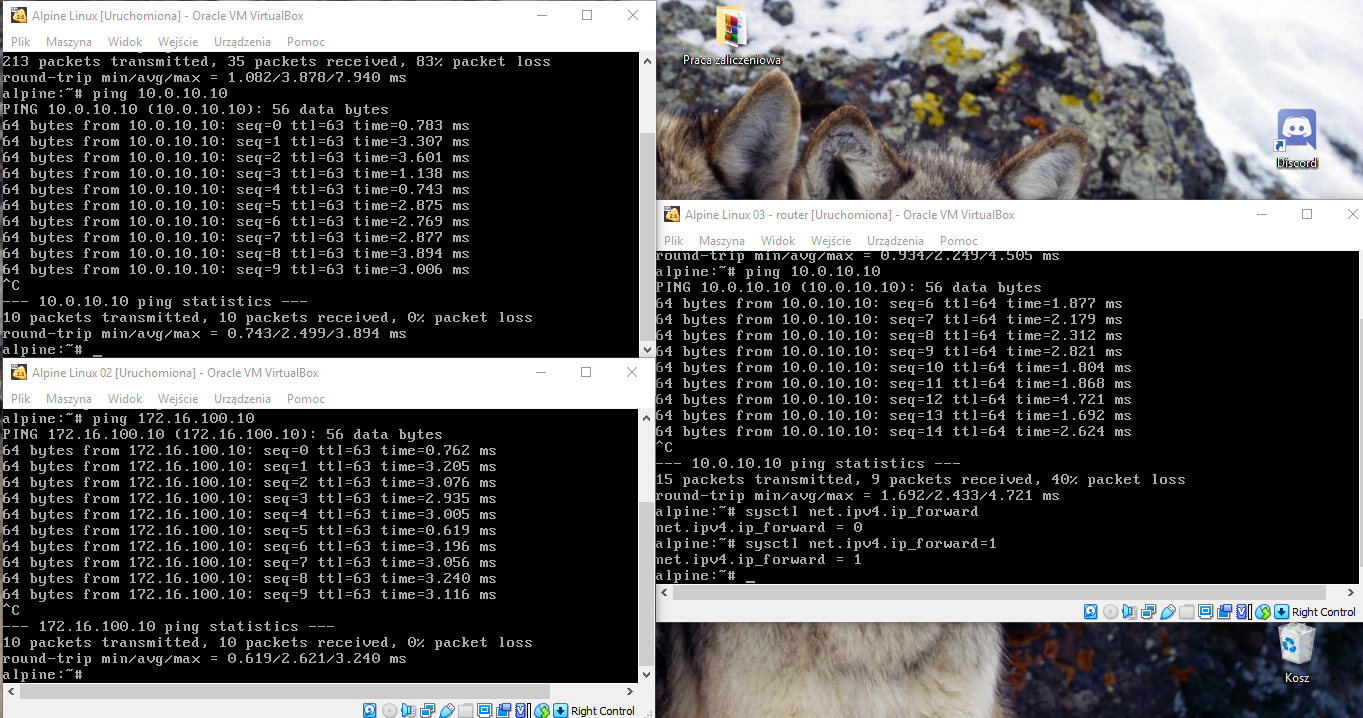 Alpine Linux [Uruchomiona] - Oracle VM VirtualBox
Plik Maszyna Widok Wejście Urządzenia Pomoc
213 packets transmitted, 35 packets received, 83% packet loss
round-trip min/avg/max = 1.082/3.878/7.940 ms
alpine:~# ping 10.0.10.10
PING 10.0.10.10 (10.0.10.10): 56 data bytes
64 bytes from 10.0.10.10: seq=0 ttl=63 time=0.783 ms
64 bytes from 10.0.10.10: seq=1 ttl=63 time=3.307 ms
64 bytes from 10.0.10.10: seq=2 ttl=63 time=3.601 ms
64 bytes from 10.0.10.10: seq=3 ttl=63 time=1.138 ms
64 bytes from 10.0.10.10: seq=4 ttl=63 time=0.743 ms
64 bytes from 10.0.10.10: seq=5 ttl=63 time=2.875 ms
64 bytes from 10.0.10.10: seq=6 ttl=63 time=2.769 ms
64 bytes from 10.0.10.10: seq=7 ttl=63 time=2.877 ms
64 bytes from 10.0.10.10: seq=8 ttl=63 time=3.894 ms
64 bytes from 10.0.10.10: seq=9 ttl=63 time=3.006 ms
^C
--- 10.0.10.10 ping statistics ---
10 packets transmitted, 10 packets received, 0% packet loss
round-trip min/avg/max = 0.743/2.499/3.894 ms
alpine:~# _
Alpine Linux 02 [Uruchomiona] - Oracle VM VirtualBox
Plik Maszyna Widok Wejście Urządzenia Pomoc
alpine:~# ping 172.16.100.10
PING 172.16.100.10 (172.16.100.10): 56 data bytes
64 bytes from 172.16.100.10: seq=0 ttl=63 time=0.762 ms
64 bytes from 172.16.100.10: seq=1 ttl=63 time=3.205 ms
64 bytes from 172.16.100.10: seq=2 ttl=63 time=3.076 ms
64 bytes from 172.16.100.10: seq=3 ttl=63 time=2.935 ms
64 bytes from 172.16.100.10: seq=4 ttl=63 time=3.005 ms
64 bytes from 172.16.100.10: seq=5 ttl=63 time=0.619 ms
64 bytes from 172.16.100.10: seq=6 ttl=63 time=3.196 ms
64 bytes from 172.16.100.10: seq=7 ttl=63 time=3.056 ms
64 bytes from 172.16.100.10: seq=8 ttl=63 time=3.240 ms
64 bytes from 172.16.100.10: seq=9 ttl=63 time=3.116 ms
^C
--- 172.16.100.10 ping statistics ---
10 packets transmitted, 10 packets received, 0% packet loss
round-trip min/avg/max = 0.619/2.621/3.240 ms
alpine:~#
Right Control
Praca zaliczeniowa
Discord
Alpine Linux 03 - router [Uruchomiona] - Oracle VM VirtualBox
Plik Maszyna Widok Wejście Urządzenia Pomoc
round-trip min/avg/max = 0.934/2.249/4.505 ms
alpine:~# ping 10.0.10.10
PING 10.0.10.10 (10.0.10.10): 56 data bytes
64 bytes from 10.0.10.10: seq=6 ttl=64 time=1.877 ms
64 bytes from 10.0.10.10: seq=7 ttl=64 time=2.179 ms
64 bytes from 10.0.10.10: seq=8 ttl=64 time=2.312 ms
64 bytes from 10.0.10.10: seq=9 ttl=64 time=2.821 ms
64 bytes from 10.0.10.10: seq=10 ttl=64 time=1.804 ms
64 bytes from 10.0.10.10: seq=11 ttl=64 time=1.868 ms
64 bytes from 10.0.10.10: seq=12 ttl=64 time=4.721 ms
64 bytes from 10.0.10.10: seq=13 ttl=64 time=1.692 ms
64 bytes from 10.0.10.10: seq=14 ttl=64 time=2.624 ms
^C
--- 10.0.10.10 ping statistics ---
15 packets transmitted, 9 packets received, 40% packet loss
round-trip min/avg/max = 1.692/2.433/4.721 ms
alpine:~# sysctl net.ipv4.ip_forward
net.ipv4.ip_forward = 0
alpine:~# sysctl net.ipv4.ip_forward=1
net.ipv4.ip_forward = 1
alpine:~# _
Right Control
Kosz